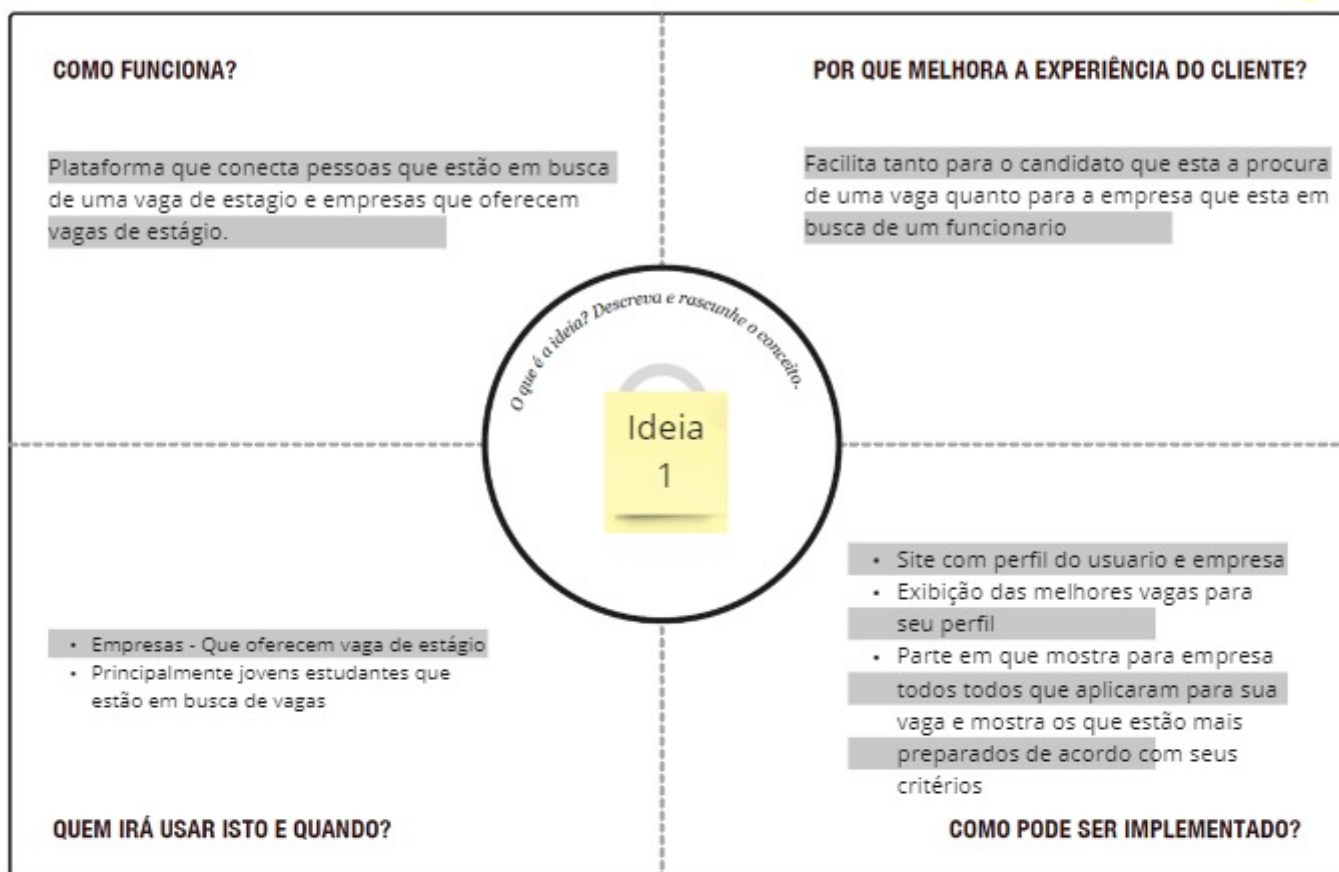 COMO FUNCIONA?
Plataforma que conecta pessoas que estão em busca
de uma vaga de estagio e empresas que oferecem
vagas de estágio.
POR QUE MELHORA A EXPERIÊNCIA DO CLIENTE?
Facilita tanto para o candidato que esta a procura
de uma vaga quanto para a empresa que esta em
busca de um funcionario
O que é a ideia? Descreva e rascunhe o conceito.
Ideia
1
• Empresas - Que oferecem vaga de estágio
• Principalmente jovens estudantes que
estão em busca de vagas
QUEM IRÁ USAR ISTO E QUANDO?
• Site com perfil do usuario e empresa
• Exibição das melhores vagas para
seu perfil
• Parte em que mostra para empresa
todos todos que aplicaram para sua
vaga e mostra os que estão mais
preparados de acordo com seus
critérios
COMO PODE SER IMPLEMENTADO?